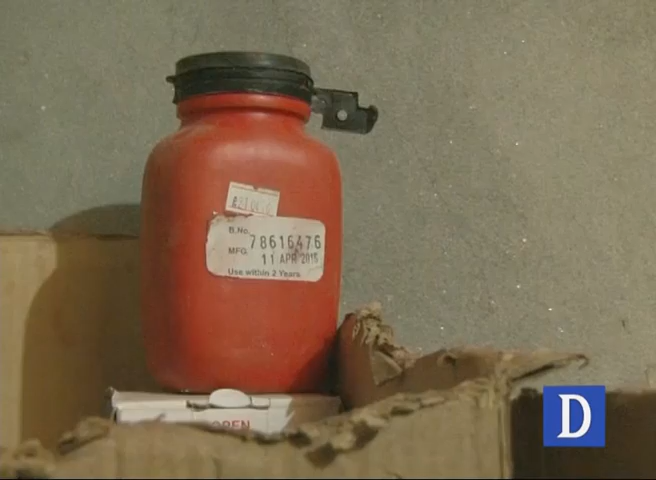 B.No. 78616476
MFG. 11 APR 2016
Use within 2 Years
OPEN
D